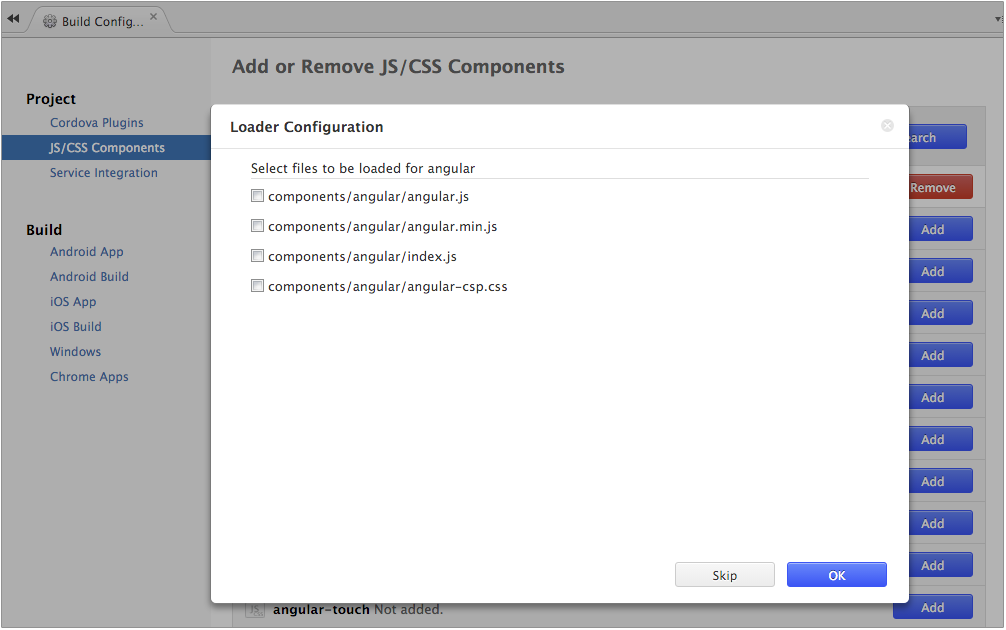 Build Config...
Add or Remove JS/CSS Components
Project
Cordova Plugins
JS/CSS Components
Service Integration
Build
Android App
Android Build
iOS App
iOS Build
Windows
Chrome Apps
Loader Configuration
Select files to be loaded for angular
components/angular/angular.js
components/angular/angular.min.js
components/angular/index.js
components/angular/angular-csp.css
Skip
OK
arch
Remove
Add
Add
Add
Add
Add
Add
Add
Add
Add
angular-touch Not added.
Add